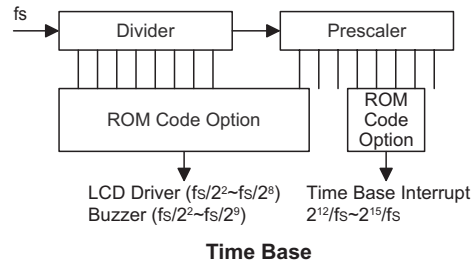 fs
Divider
Prescaler
ROM Code Option
ROM
Code
Option
LCD Driver (fs/2²~fs/2⁸)
Buzzer (fs/2²~fs/2⁹)
Time Base Interrupt
2¹²/fs~2¹⁵/fs
Time Base